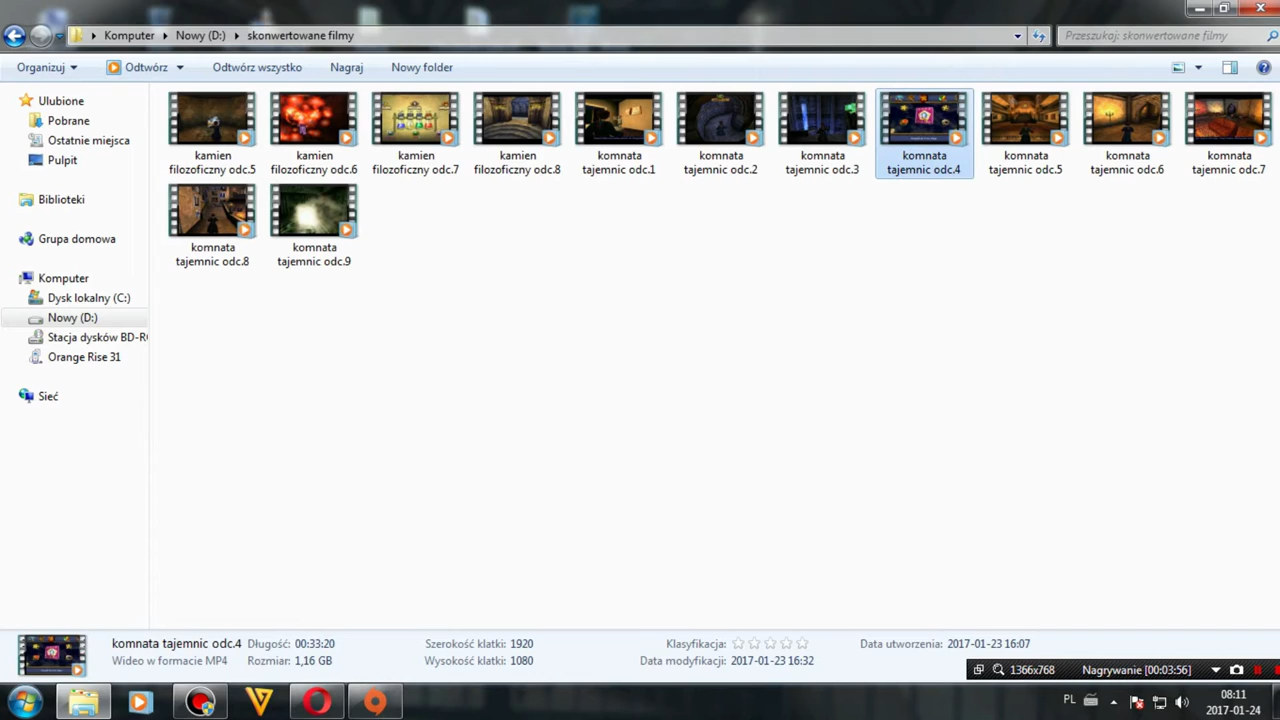 Komputer
Nowy (D:)
skonwertowane filmy
Przeszukaj: skonwertowane filmy
Organizuj
Odtwórz
Odtwórz wszystko
Nagraj
Nowy folder
Ulubione
Pobrane
Ostatnie miejsca
Pulpit
Biblioteki
Grupa domowa
Komputer
Dysk lokalny (C:)
Nowy (D:)
Stacja dysków BD-R
Orange Rise 31
Sieć
kamien
filozoficzny odc.5
kamien
filozoficzny odc.6
kamien
filozoficzny odc.7
kamien
filozoficzny odc.8
komnata
tajemnic odc.1
komnata
tajemnic odc.2
komnata
tajemnic odc.3
komnata
tajemnic odc.4
komnata
tajemnic odc.5
komnata
tajemnic odc.6
komnata
tajemnic odc.7
komnata
tajemnic odc.8
komnata
tajemnic odc.9
komnata tajemnic odc.4 Długość: 00:33:20 Szerokość klatki: 1920 Klasyfikacja: Data utworzenia: 2017-01-23 16:07
Wideo w formacie MP4 Rozmiar: 1,16 GB Wysokość klatki: 1080 Data modyfikacji: 2017-01-23 16:32
1366x768 Nagrywanie [00:03:56]
PL
08:11
2017-01-24